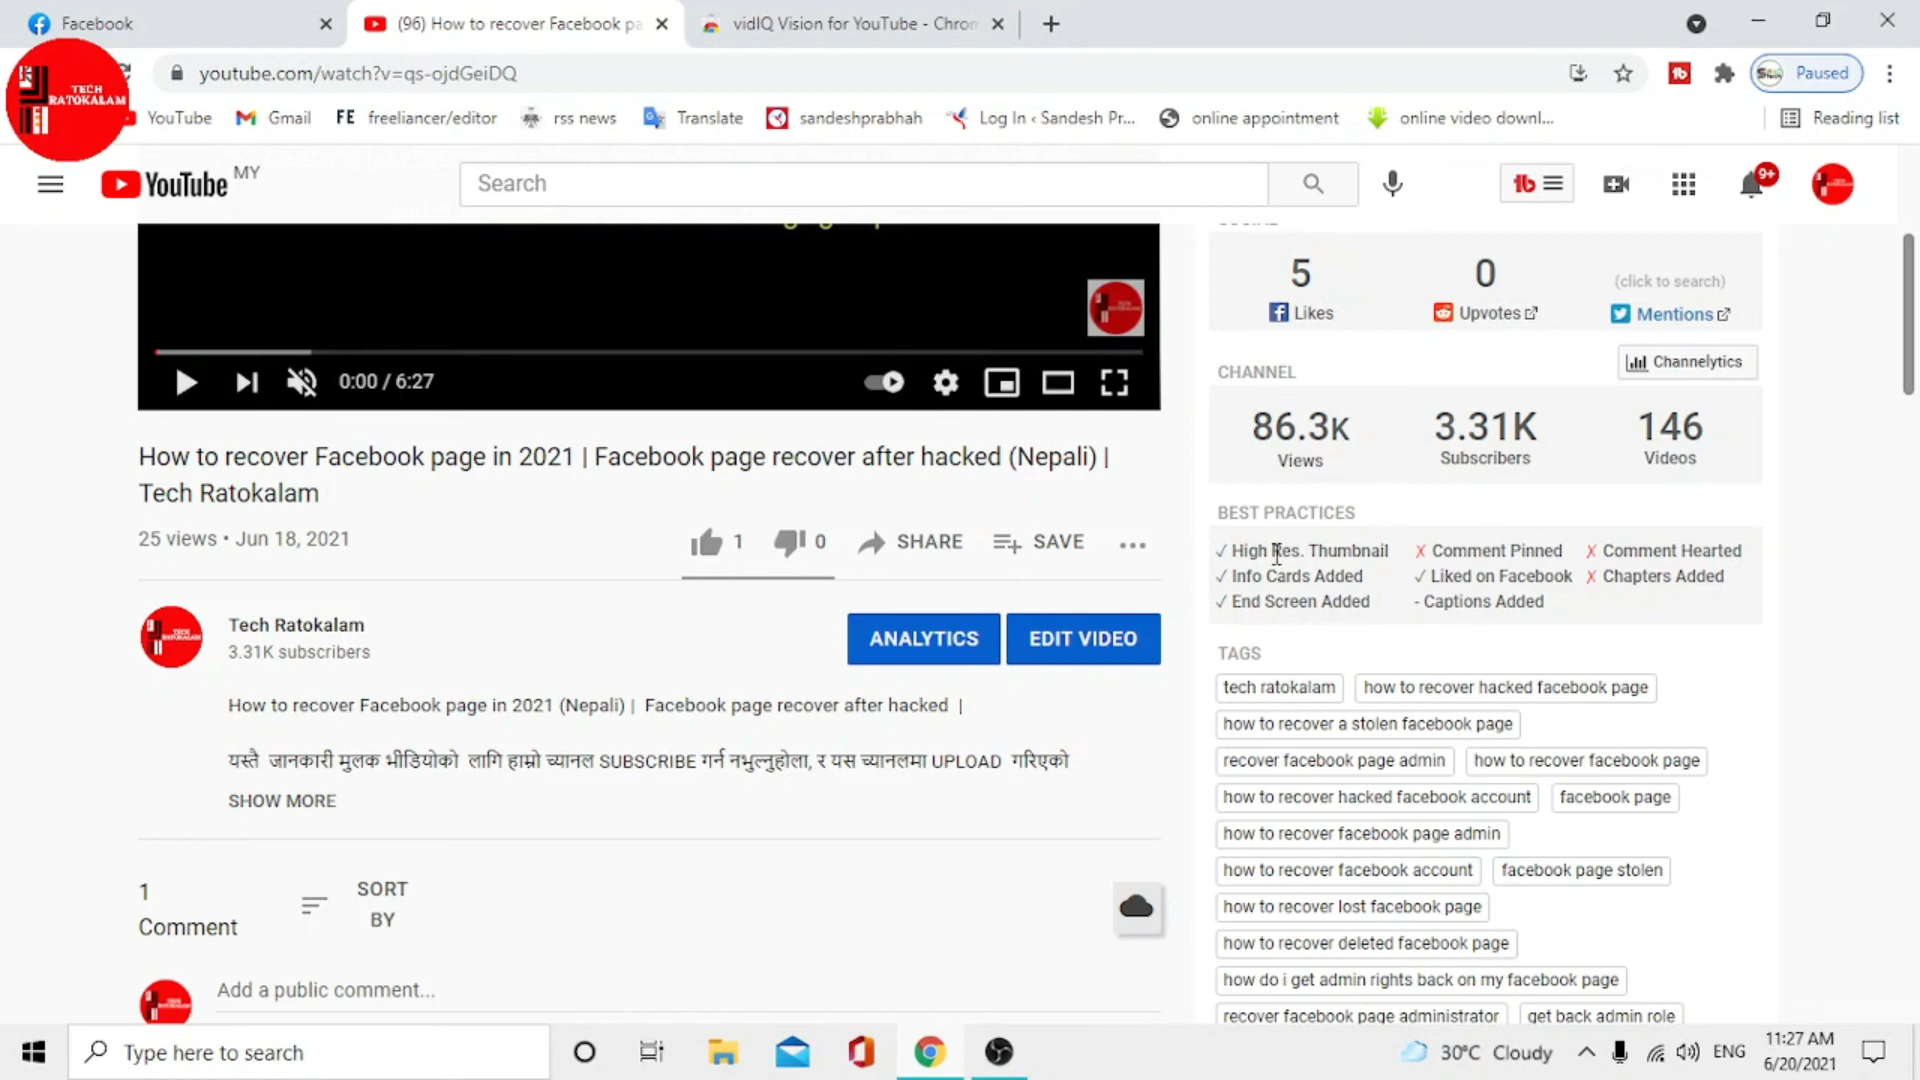 Facebook
(96) How to recover Facebook pa
vidIQ Vision for YouTube - Chrom
youtube.com/watch?v=qs-ojdGeiDQ
Paused
TECH
RATOKALAM
YouTube
Gmail
FE freeliancer/editor
rss news
Translate
sandeshprabhah
Log In ‹ Sandesh Pr...
online appointment
online video downl...
Reading list
YouTube MY
Search
9+
0:00 / 6:27
How to recover Facebook page in 2021 | Facebook page recover after hacked (Nepali) |
Tech Ratokalam
25 views • Jun 18, 2021
1
0
SHARE
SAVE
Tech Ratokalam
3.31K subscribers
ANALYTICS
EDIT VIDEO
How to recover Facebook page in 2021 (Nepali) | Facebook page recover after hacked |
यस्तै जानकारी मुलक भीडियोको लागि हाम्रो च्यानल SUBSCRIBE गर्न नभुल्नुहोला, र यस च्यानलमा UPLOAD गरिएको
SHOW MORE
1
Comment
SORT
BY
Add a public comment...
5
Likes
0
Upvotes
(click to search)
Mentions
CHANNEL
Channelytics
86.3K
Views
3.31K
Subscribers
146
Videos
BEST PRACTICES
✓ High Res. Thumbnail ✗ Comment Pinned ✗ Comment Hearted
✓ Info Cards Added ✓ Liked on Facebook ✗ Chapters Added
✓ End Screen Added - Captions Added
TAGS
tech ratokalam how to recover hacked facebook page
how to recover a stolen facebook page
recover facebook page admin how to recover facebook page
how to recover hacked facebook account facebook page
how to recover facebook page admin
how to recover facebook account facebook page stolen
how to recover lost facebook page
how to recover deleted facebook page
how do i get admin rights back on my facebook page
recover facebook page administrator get back admin role
Type here to search
30°C Cloudy
ENG
11:27 AM
6/20/2021